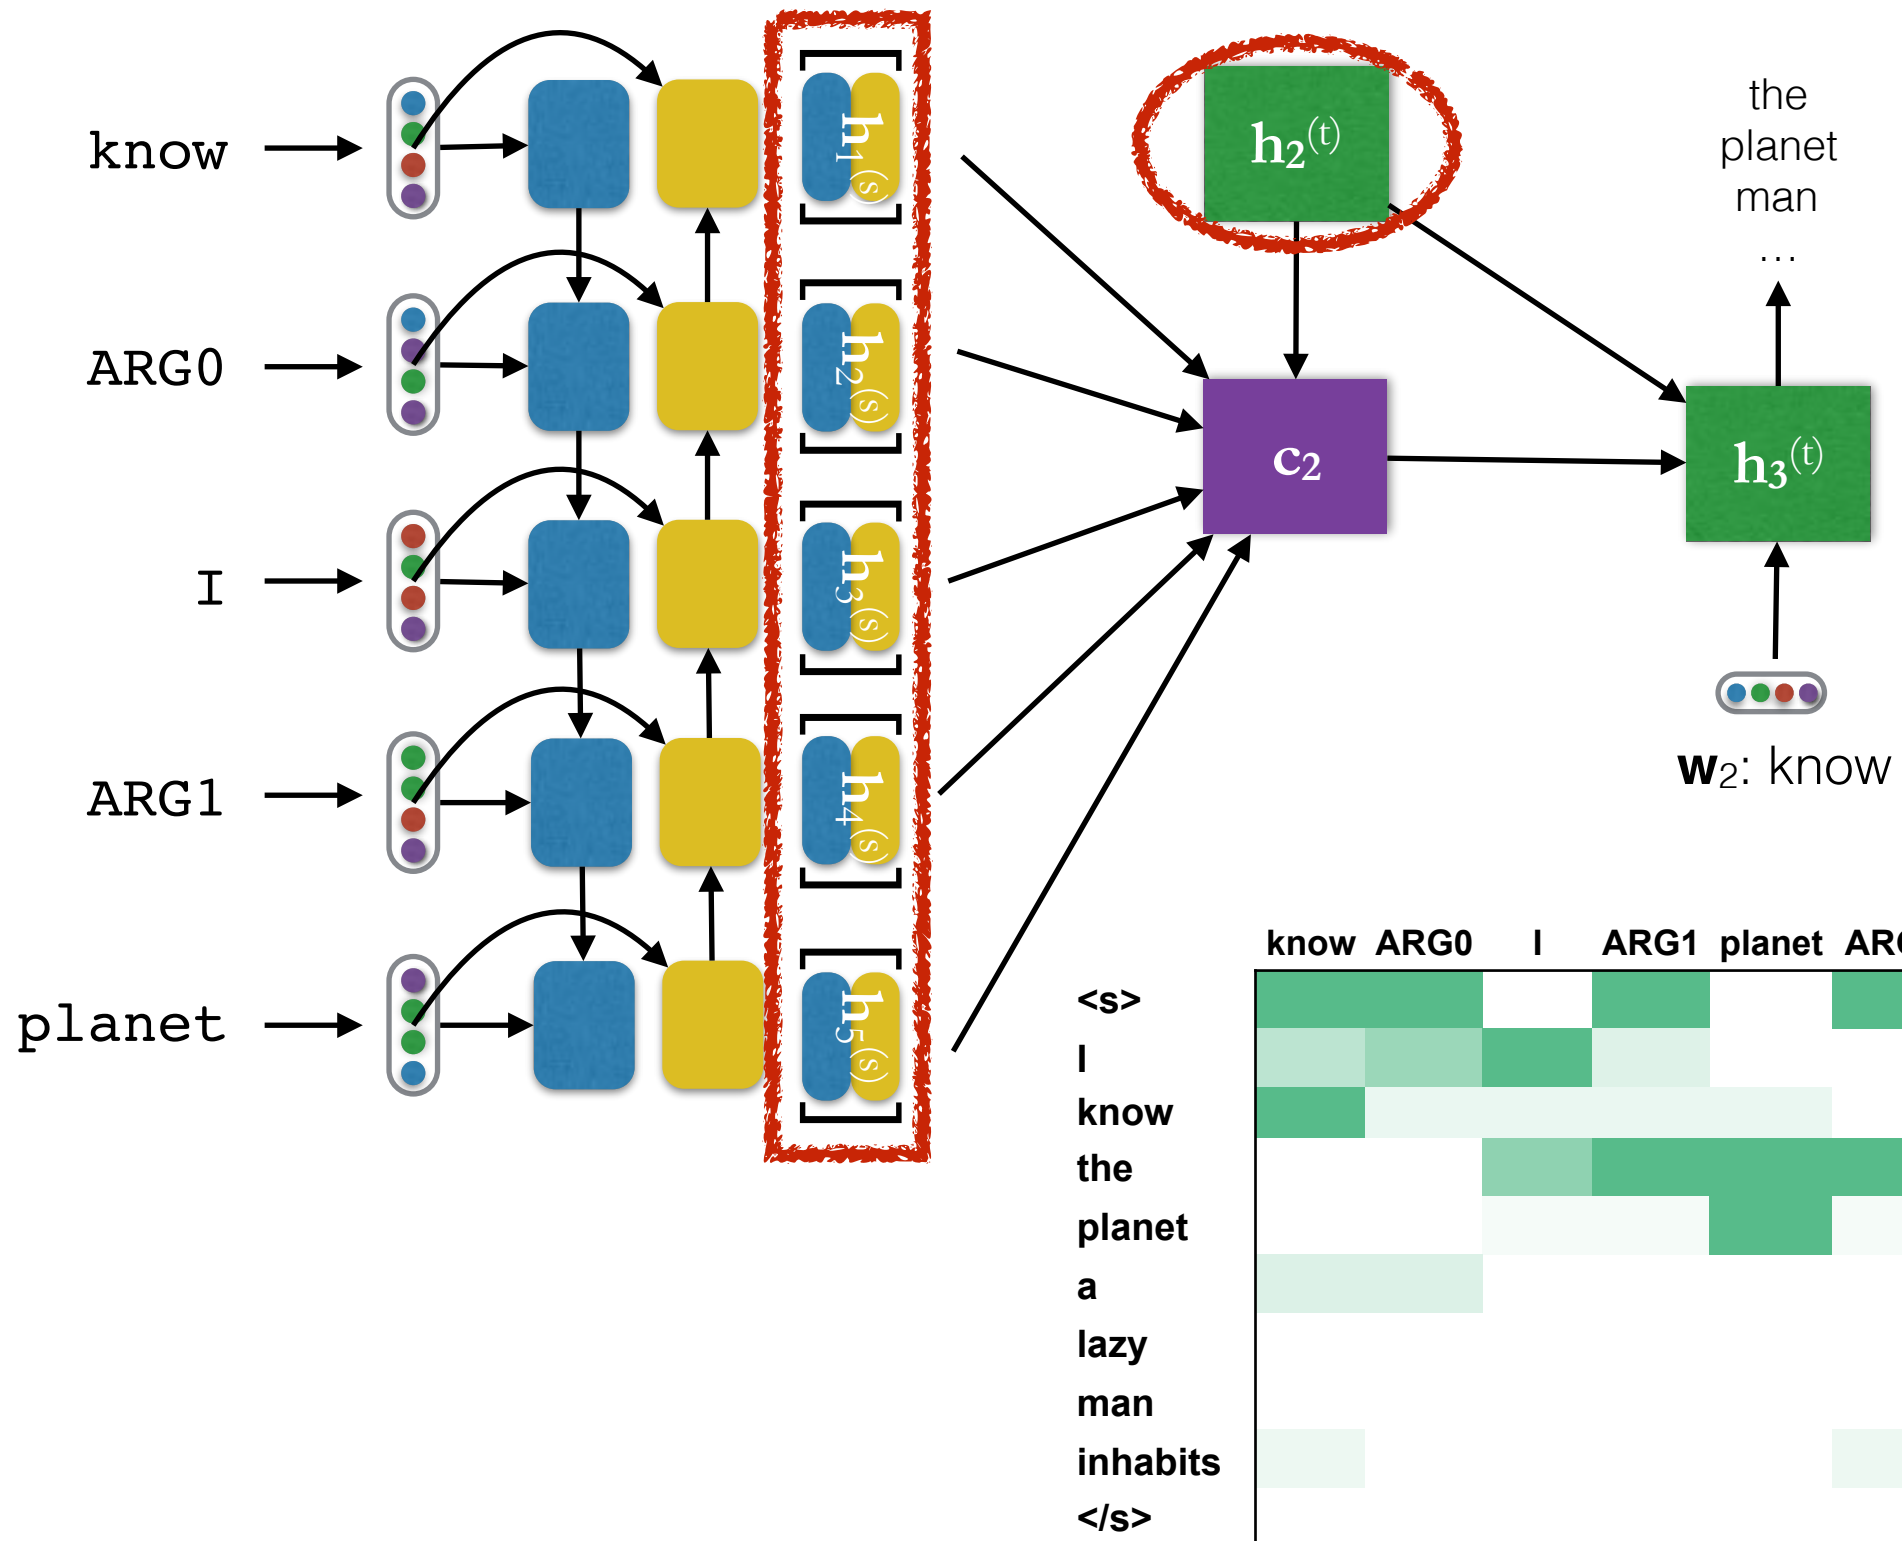 know
ARG0
I
ARG1
planet
h1(s)
h2(s)
h3(s)
h4(s)
h5(s)
h2(t)
c2
h3(t)
the
planet
man
...
w2: know
know ARG0 I ARG1 planet
<s>
I
know
the
planet
a
lazy
man
inhabits
</s>